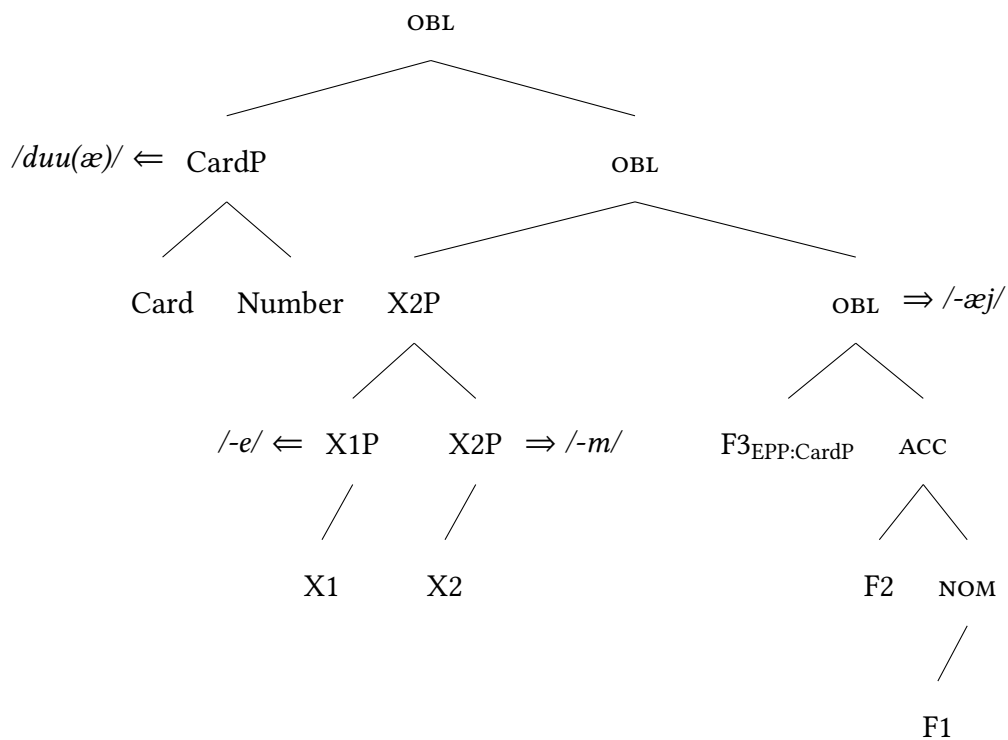 OBL
/duu(æ)/ ⇐ CardP OBL
Card Number X2P OBL ⇒ /-æj/
/-e/ ⇐ X1P X2P ⇒ /-m/ F3EPP:CardP ACC
X1 X2 F2 NOM
F1